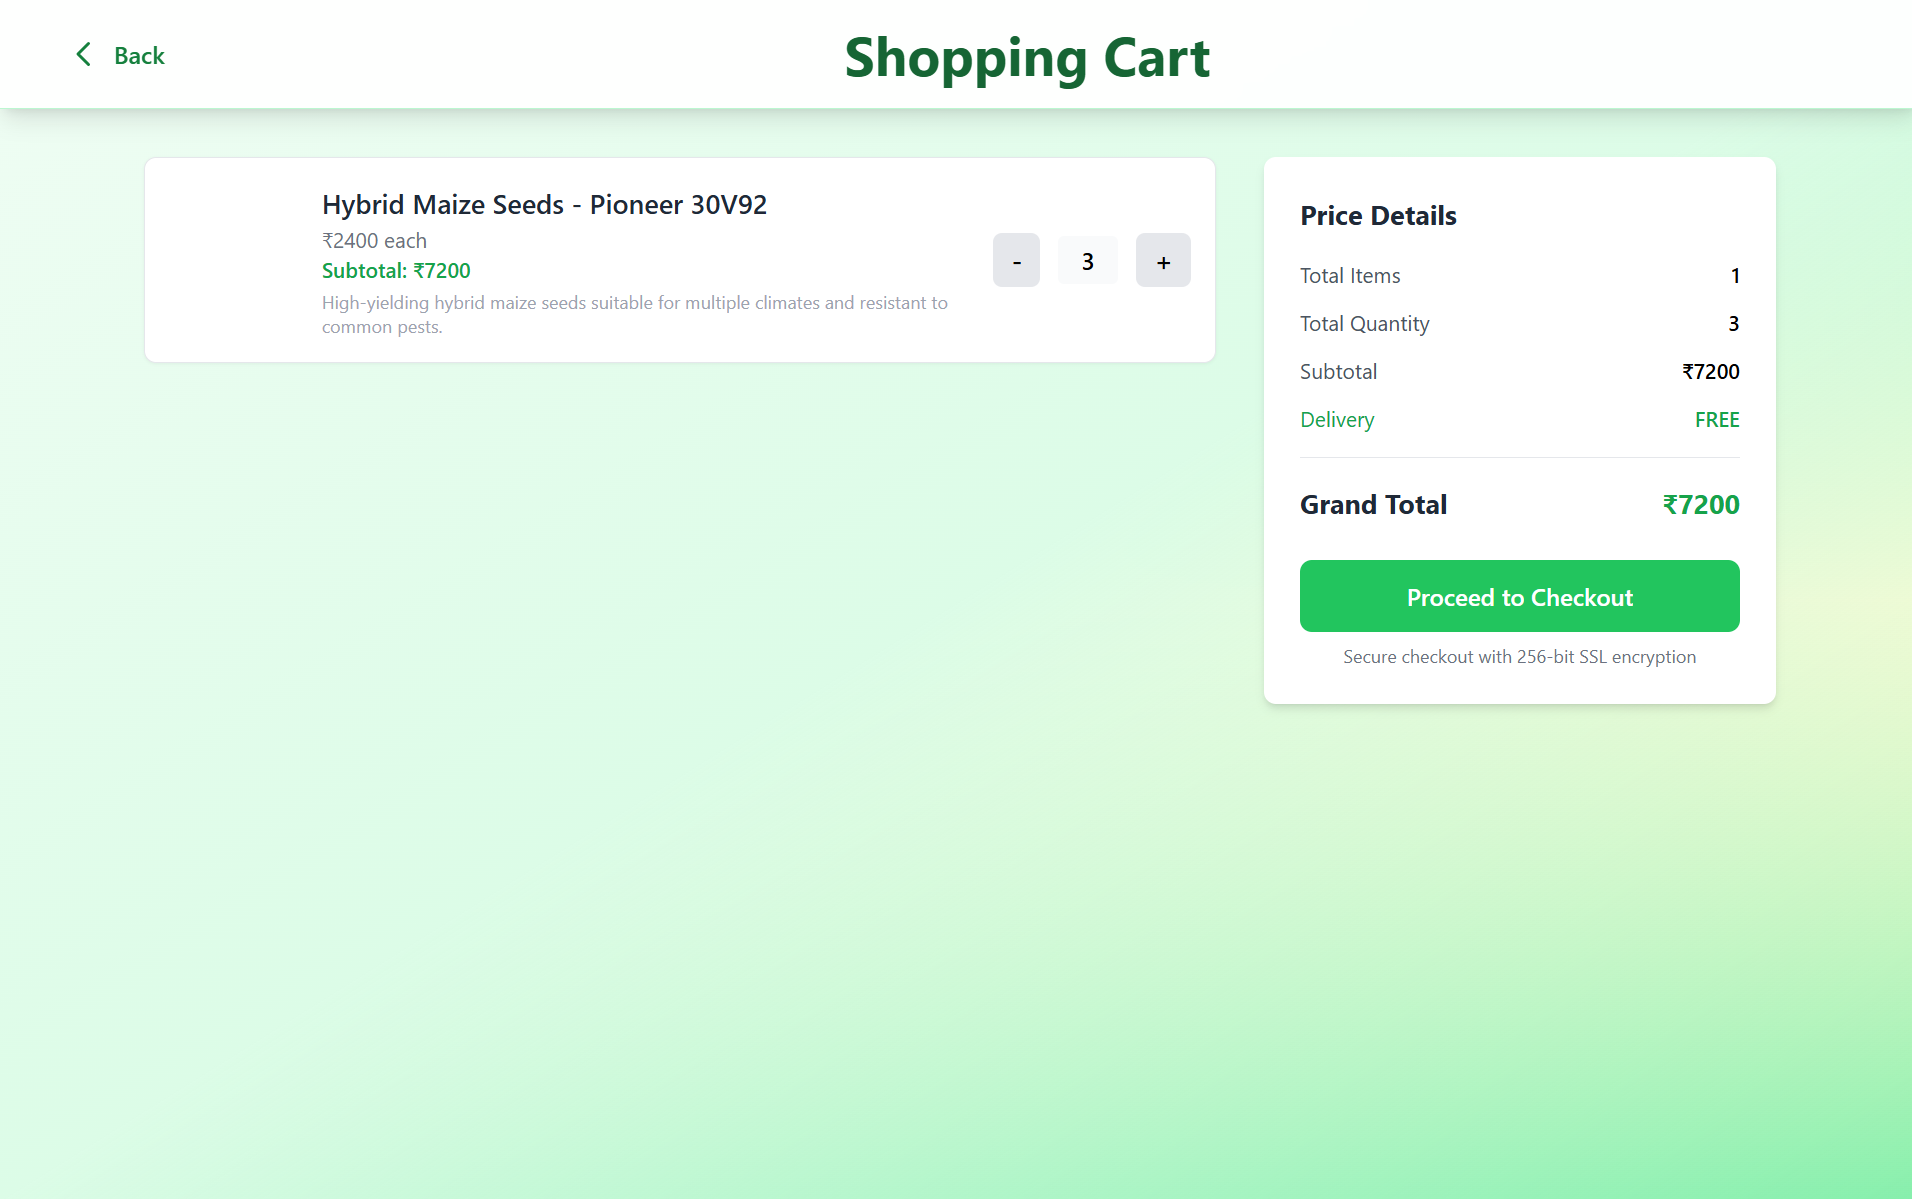 Back
Shopping Cart
Hybrid Maize Seeds - Pioneer 30V92
₹2400 each
Subtotal: ₹7200
High-yielding hybrid maize seeds suitable for multiple climates and resistant to
common pests.
- 3 +
Price Details
Total Items 1
Total Quantity 3
Subtotal ₹7200
Delivery FREE
Grand Total ₹7200
Proceed to Checkout
Secure checkout with 256-bit SSL encryption